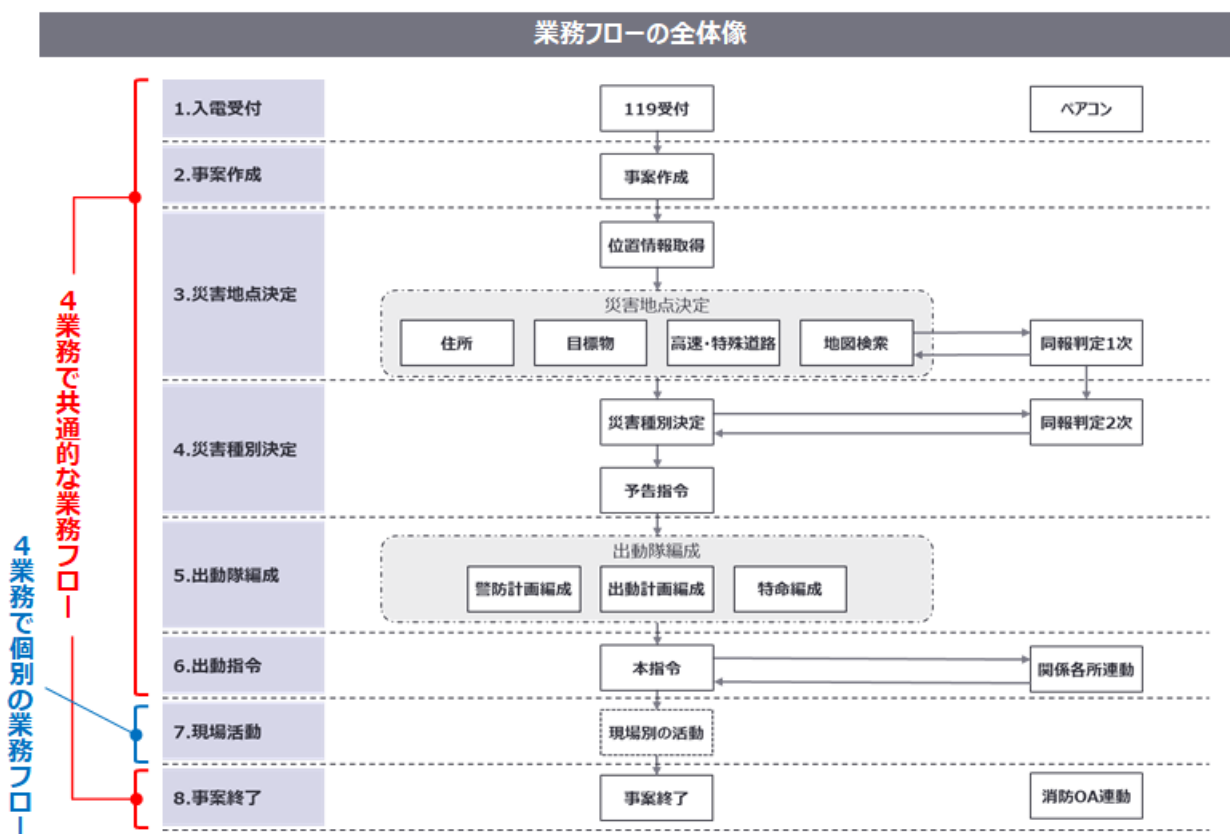 業務フローの全体像
4業務で共通的な業務フロー
4業務で個別の業務フロー
1.入電受付
119受付
ペアコン
2.事案作成
事案作成
3.災害地点決定
位置情報取得
災害地点決定
住所
目標物
高速・特殊道路
地図検索
同報判定1次
4.災害種別決定
災害種別決定
同報判定2次
予告指令
5.出動隊編成
出動隊編成
警防計画編成
出動計画編成
特命編成
6.出動指令
本指令
関係各所連動
7.現場活動
現場別の活動
8.事案終了
事案終了
消防OA連動